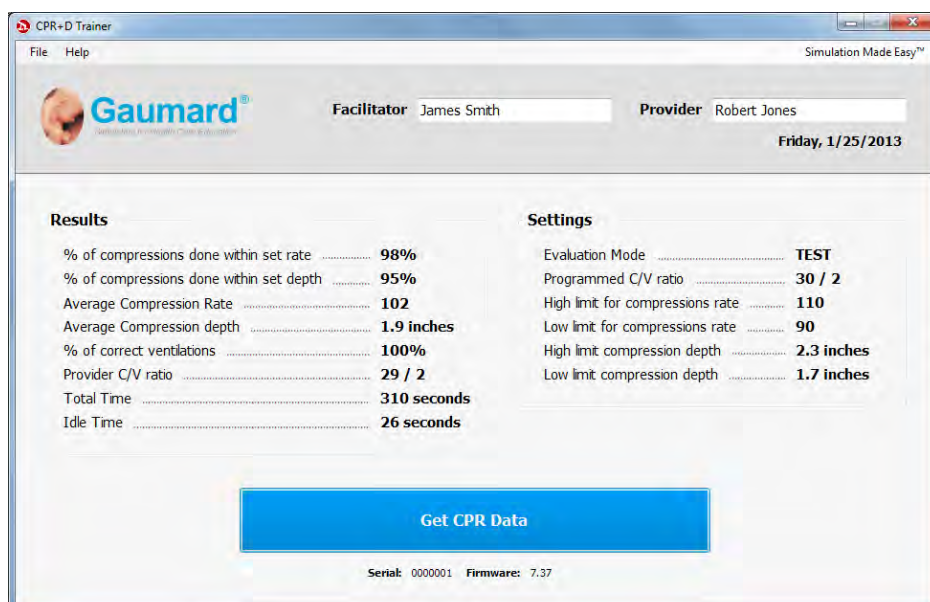 CPR+D Trainer
File Help Simulation Made Easy™
Gaumard®
Facilitator James Smith Provider Robert Jones
Friday, 1/25/2013
Results
% of compressions done within set rate 98%
% of compressions done within set depth 95%
Average Compression Rate 102
Average Compression depth 1.9 inches
% of correct ventilations 100%
Provider C/V ratio 29 / 2
Total Time 310 seconds
Idle Time 26 seconds
Settings
Evaluation Mode TEST
Programmed C/V ratio 30 / 2
High limit for compressions rate 110
Low limit for compressions rate 90
High limit compression depth 2.3 inches
Low limit compression depth 1.7 inches
Get CPR Data
Serial: 0000001 Firmware: 7.37